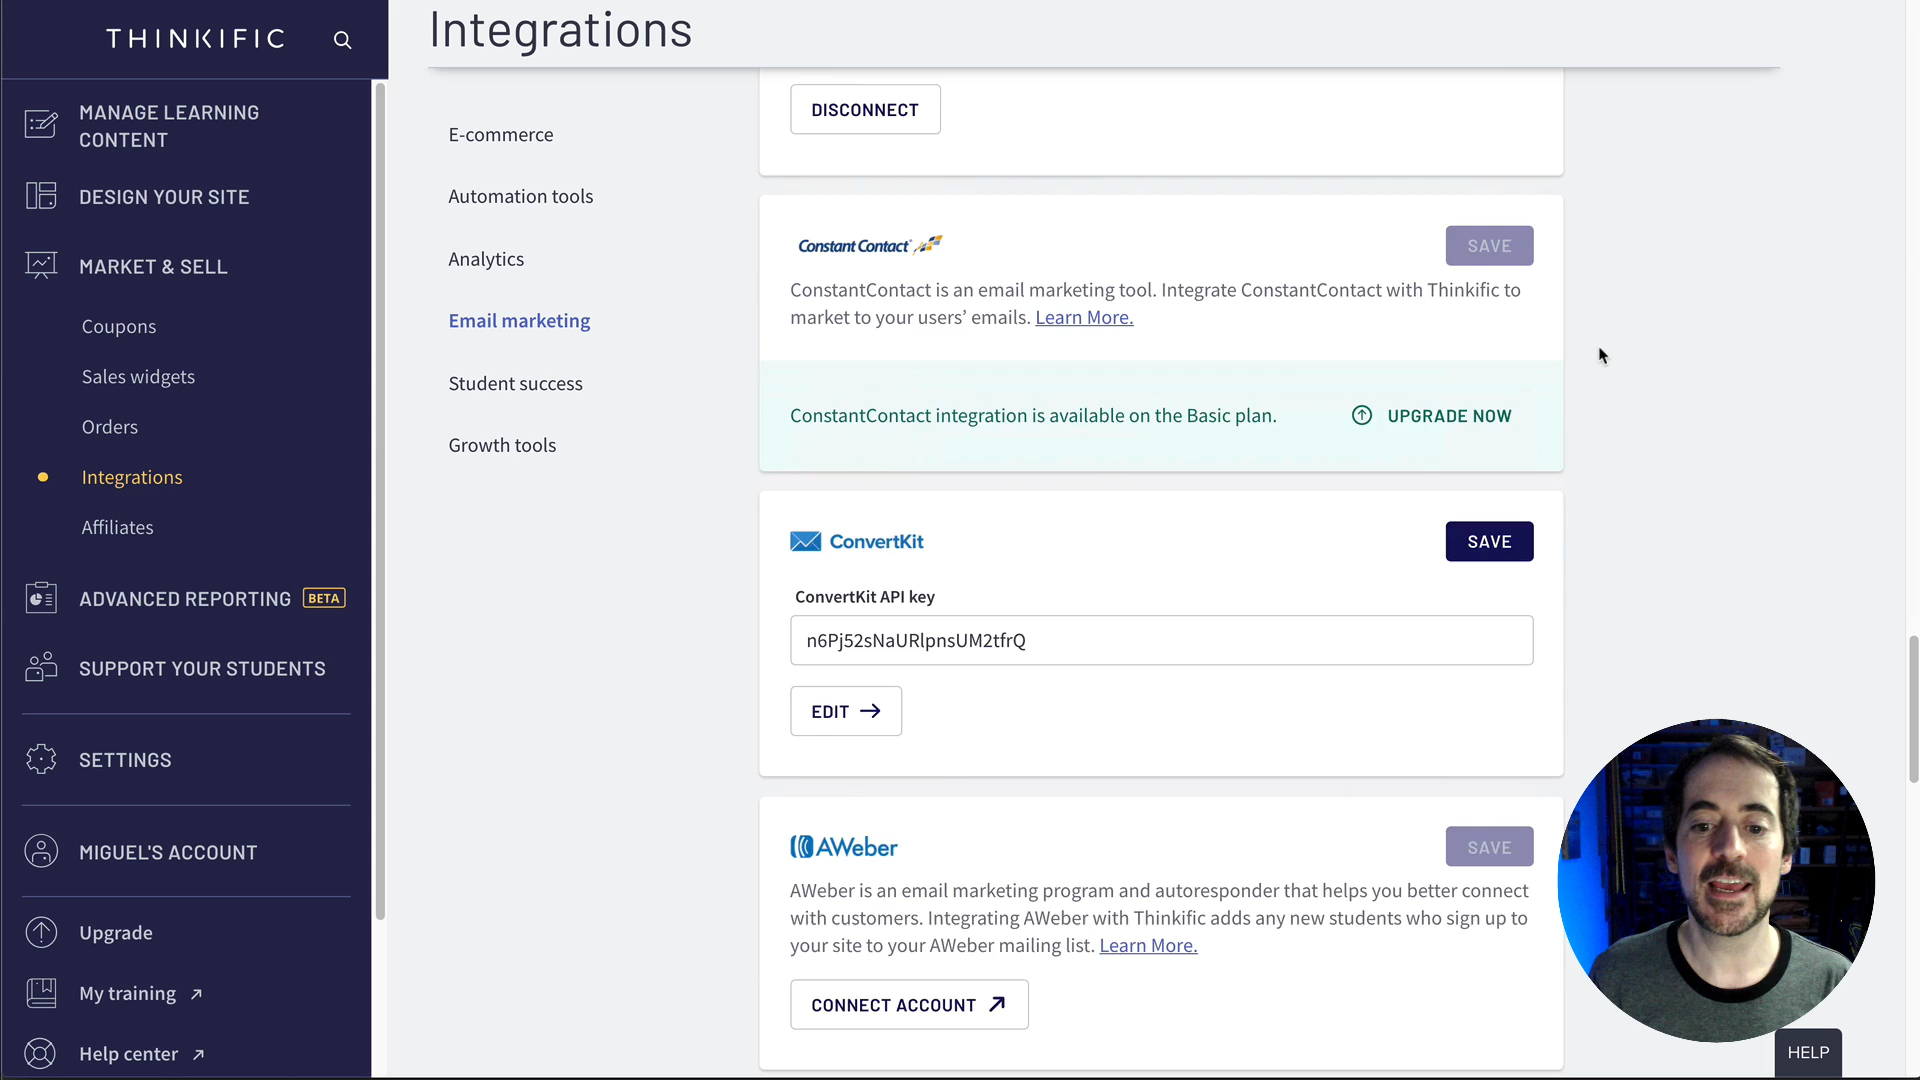 THINKIFIC
MANAGE LEARNING
CONTENT
DESIGN YOUR SITE
MARKET & SELL
Coupons
Sales widgets
Orders
Integrations
Affiliates
ADVANCED REPORTING BETA
SUPPORT YOUR STUDENTS
SETTINGS
MIGUEL'S ACCOUNT
Upgrade
My training
Help center
Integrations
E-commerce
Automation tools
Analytics
Email marketing
Student success
Growth tools
DISCONNECT
Constant Contact
SAVE
ConstantContact is an email marketing tool. Integrate ConstantContact with Thinkific to
market to your users’ emails. Learn More.
ConstantContact integration is available on the Basic plan.
UPGRADE NOW
ConvertKit
SAVE
ConvertKit API key
n6Pj52sNaURlpnsUM2tfrQ
EDIT
AWeber
SAVE
AWeber is an email marketing program and autoresponder that helps you better connect
with customers. Integrating AWeber with Thinkific adds any new students who sign up to
your site to your AWeber mailing list. Learn More.
CONNECT ACCOUNT
HELP